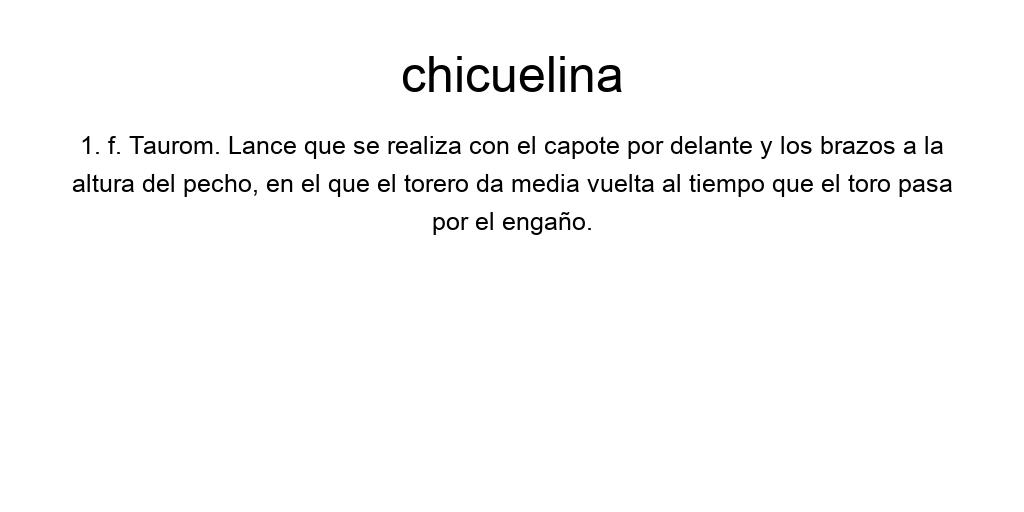 chicuelina
1. f. Taurom. Lance que se realiza con el capote por delante y los brazos a la
altura del pecho, en el que el torero da media vuelta al tiempo que el toro pasa
por el engaño.